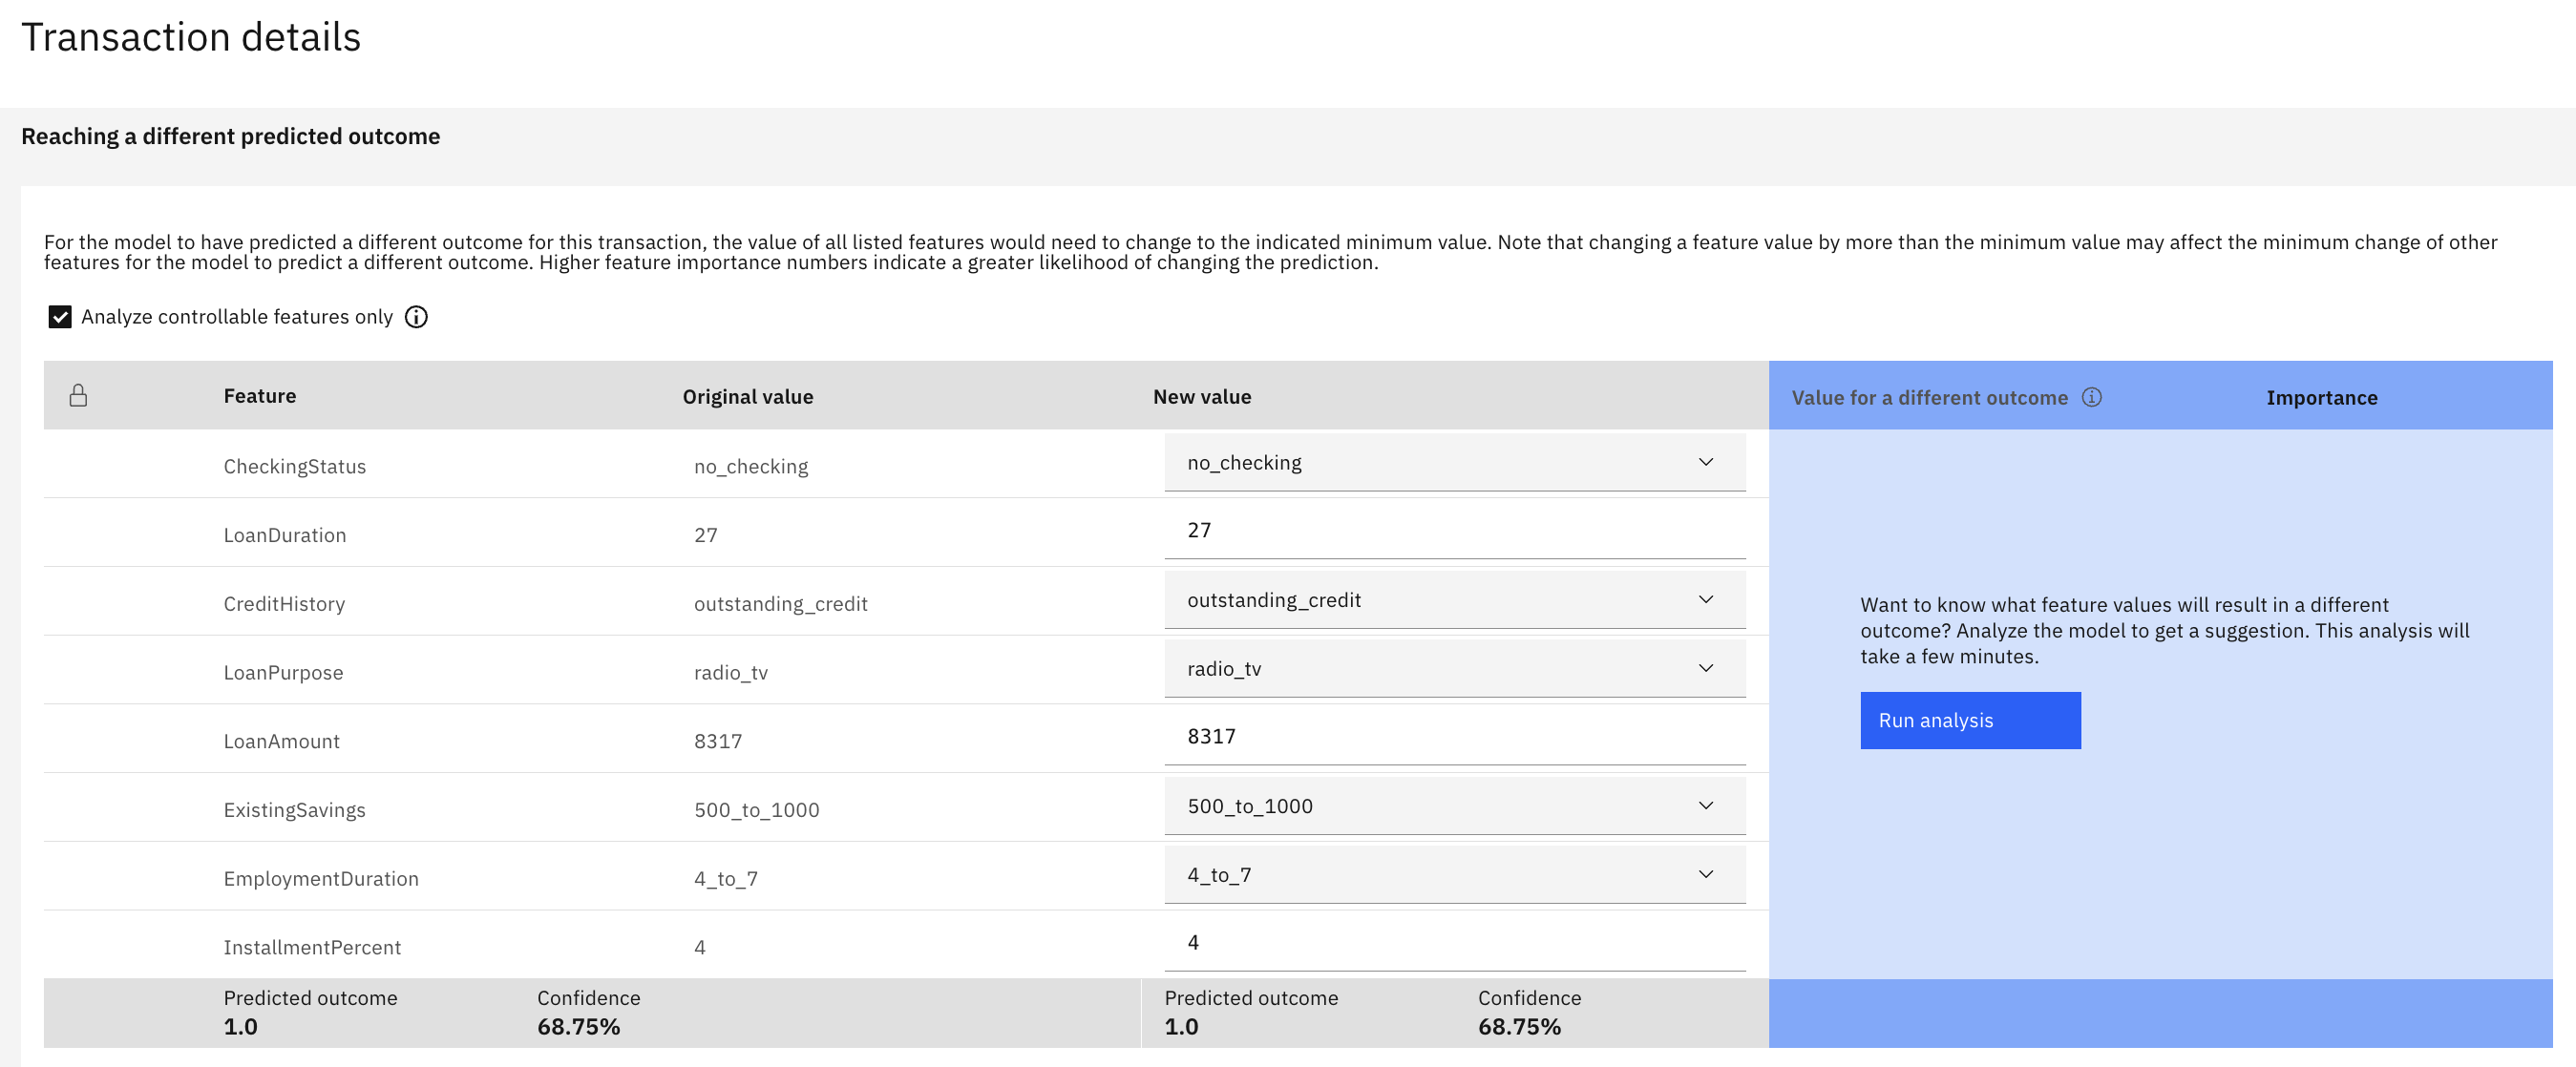 Transaction details
Reaching a different predicted outcome
For the model to have predicted a different outcome for this transaction, the value of all listed features would need to change to the indicated minimum value. Note that changing a feature value by more than the minimum value may affect the minimum change of other
features for the model to predict a different outcome. Higher feature importance numbers indicate a greater likelihood of changing the prediction.
Analyze controllable features only
Feature Original value New value Value for a different outcome Importance
CheckingStatus no_checking no_checking
LoanDuration 27 27
CreditHistory outstanding_credit outstanding_credit
LoanPurpose radio_tv radio_tv
LoanAmount 8317 8317
ExistingSavings 500_to_1000 500_to_1000
EmploymentDuration 4_to_7 4_to_7
InstallmentPercent 4 4
Want to know what feature values will result in a different
outcome? Analyze the model to get a suggestion. This analysis will
take a few minutes.
Run analysis
Predicted outcome Confidence Predicted outcome Confidence
1.0 68.75% 1.0 68.75%